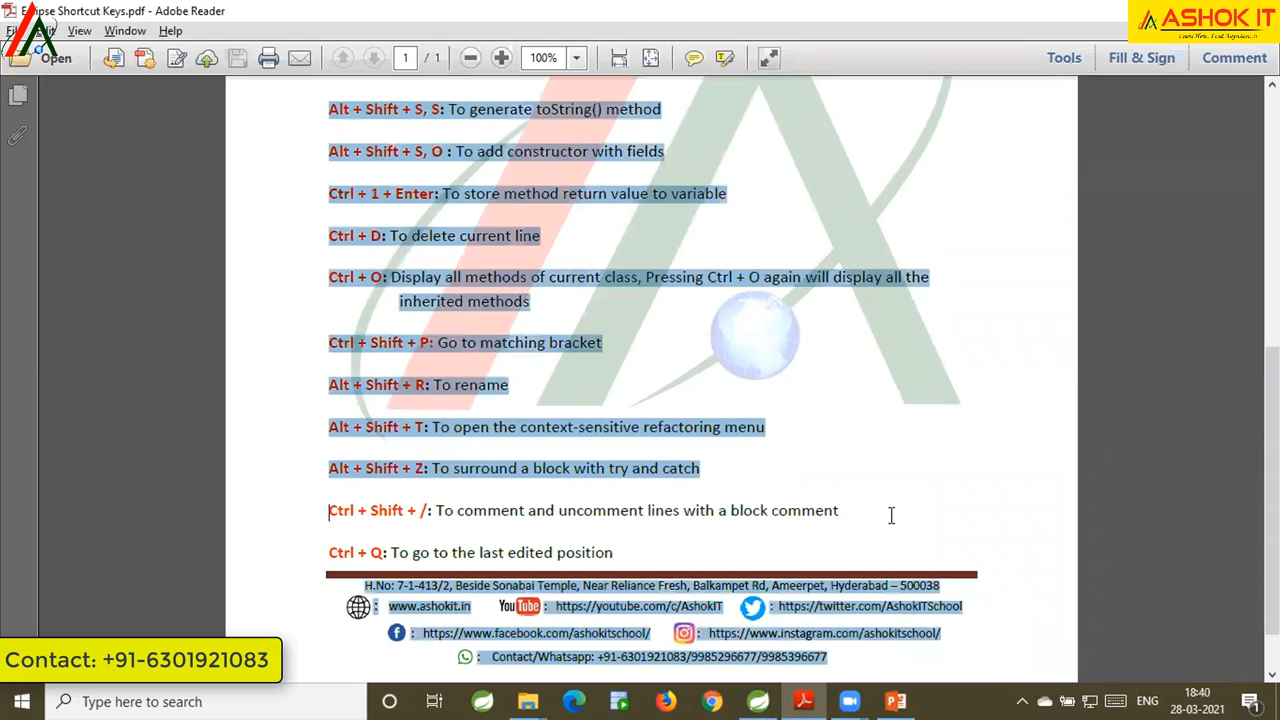 Eclipse Shortcut Keys.pdf - Adobe Reader
ASHOK IT
View Window Help
Open 1 / 1 100% Tools Fill & Sign Comment
Alt + Shift + S, S: To generate toString() method
Alt + Shift + S, O : To add constructor with fields
Ctrl + 1 + Enter: To store method return value to variable
Ctrl + D: To delete current line
Ctrl + O: Display all methods of current class, Pressing Ctrl + O again will display all the
inherited methods
Ctrl + Shift + P: Go to matching bracket
Alt + Shift + R: To rename
Alt + Shift + T: To open the context-sensitive refactoring menu
Alt + Shift + Z: To surround a block with try and catch
Ctrl + Shift + /: To comment and uncomment lines with a block comment
Ctrl + Q: To go to the last edited position
H.No: 7-1-413/2, Beside Sonabai Temple, Near Reliance Fresh, Balkampet Rd, Ameerpet, Hyderabad – 500038
: www.ashokit.in YouTube : https://youtube.com/c/AshokIT : https://twitter.com/AshokITSchool
: https://www.facebook.com/ashokitschool/ : https://www.instagram.com/ashokitschool/
: Contact/Whatsapp: +91-6301921083/9985296677/9985396677
Contact: +91-6301921083
Type here to search
ENG
18:40
28-03-2021